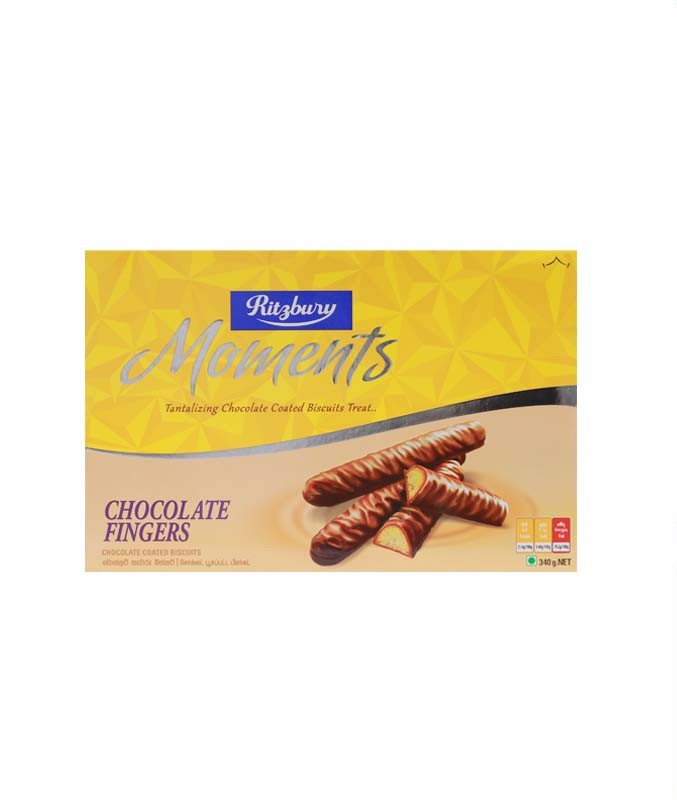 Ritzbury
Moments
Tantalizing Chocolate Coated Biscuits Treat..
CHOCOLATE
FINGERS
CHOCOLATE COATED BISCUITS
340 g.NET